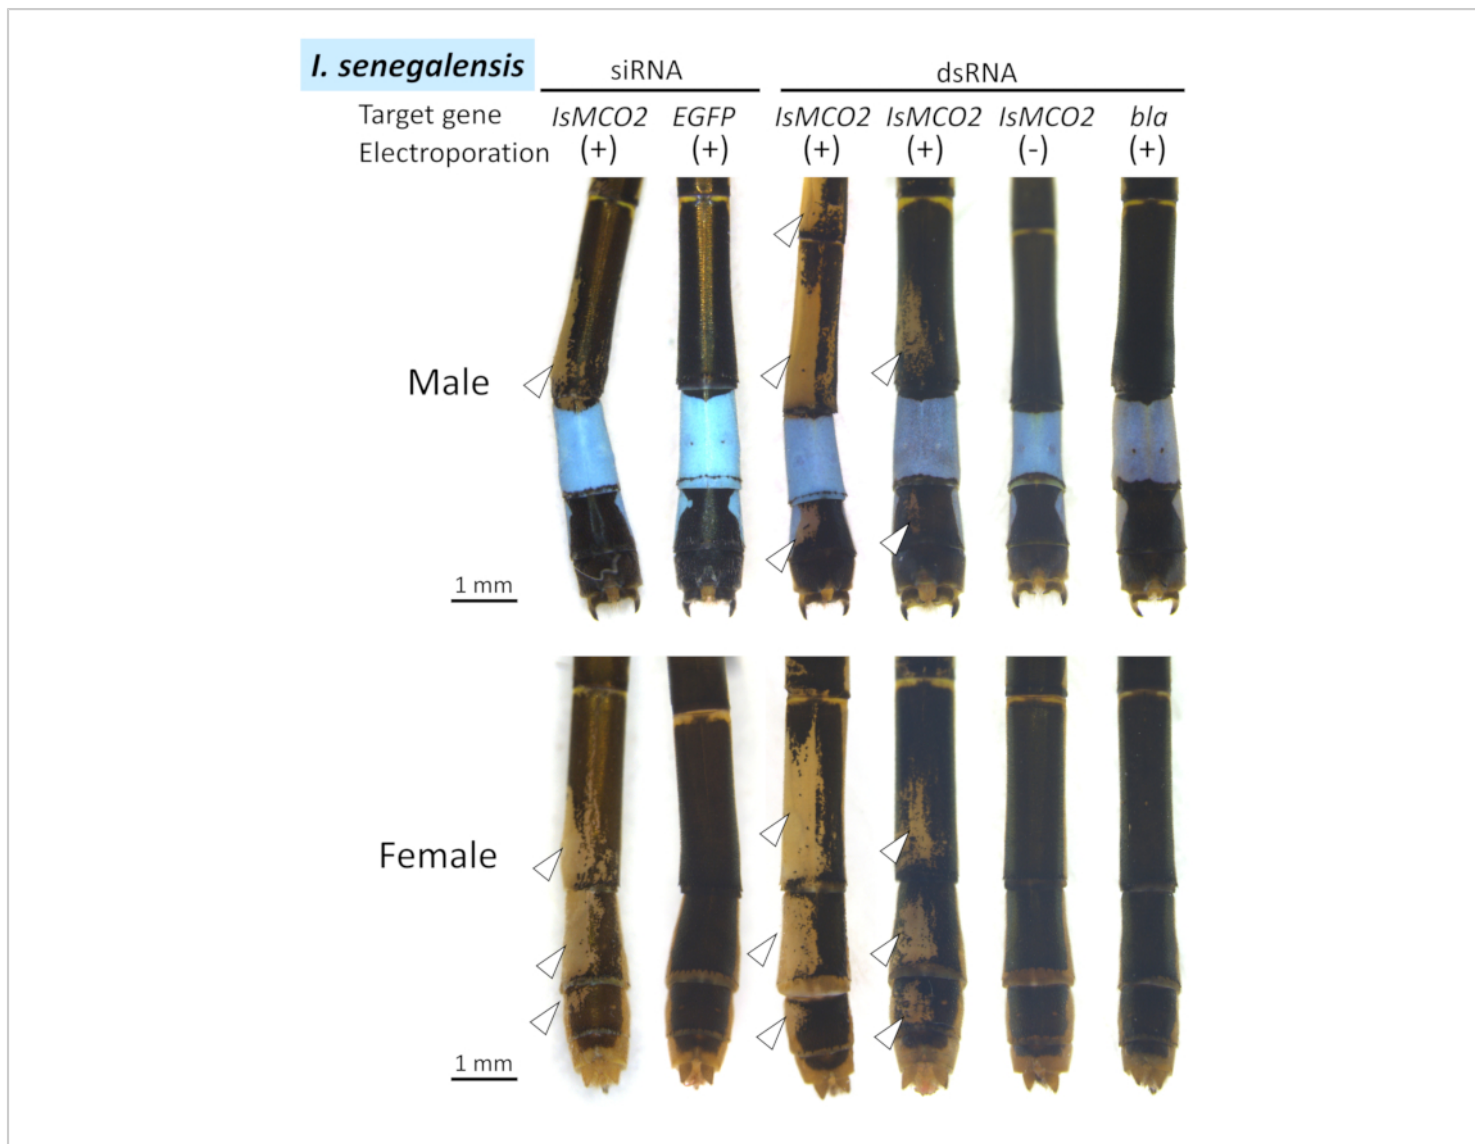 I. senegalensis siRNA dsRNA
Target gene IsMCO2 EGFP IsMCO2 IsMCO2 IsMCO2 bla
Electroporation (+) (+) (+) (+) (-) (+)
Male
1 mm
Female
1 mm